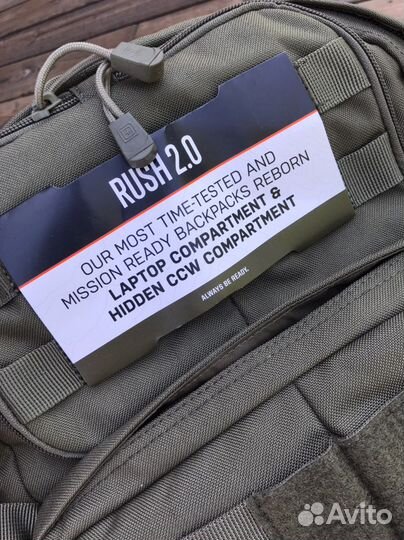 RUSH 2.0
OUR MOST TIME-TESTED AND
MISSION READY BACKPACKS REBORN
LAPTOP COMPARTMENT &
HIDDEN CCW COMPARTMENT
ALWAYS BE READY.
Avito